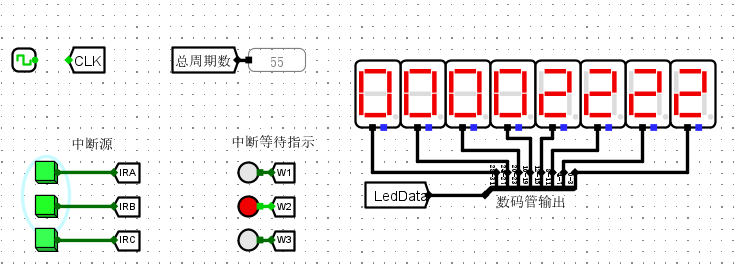 CLK
总周期数
55
00002222
中断源
中断等待指示
IRA
W1
IRB
W2
IRC
W3
LedData
数码管输出